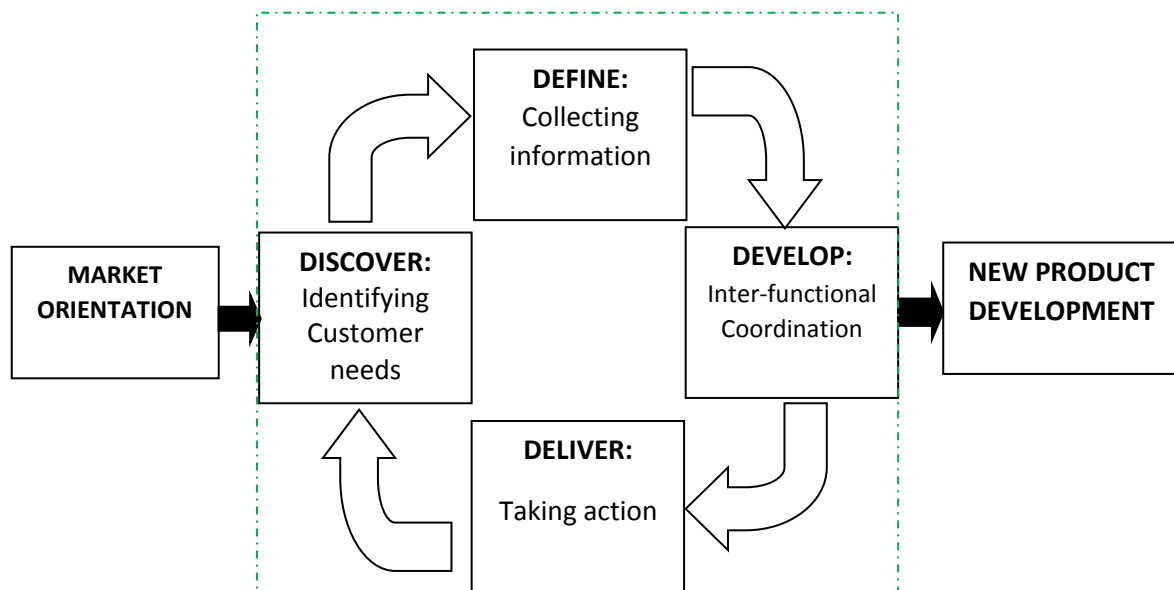 DEFINE:
Collecting
information
MARKET
ORIENTATION
DISCOVER:
Identifying
Customer
needs
DEVELOP:
Inter-functional
Coordination
NEW PRODUCT
DEVELOPMENT
DELIVER:
Taking action